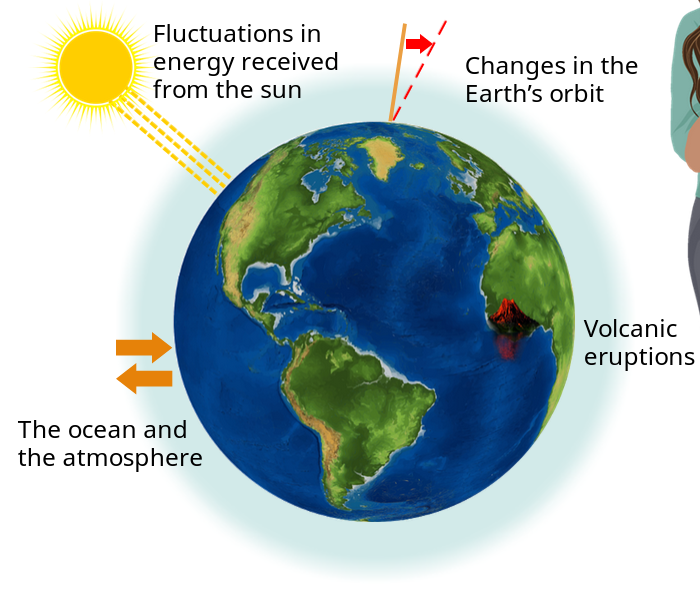 Fluctuations in
energy received
from the sun
Changes in the
Earth’s orbit
Volcanic
eruptions
The ocean and
the atmosphere